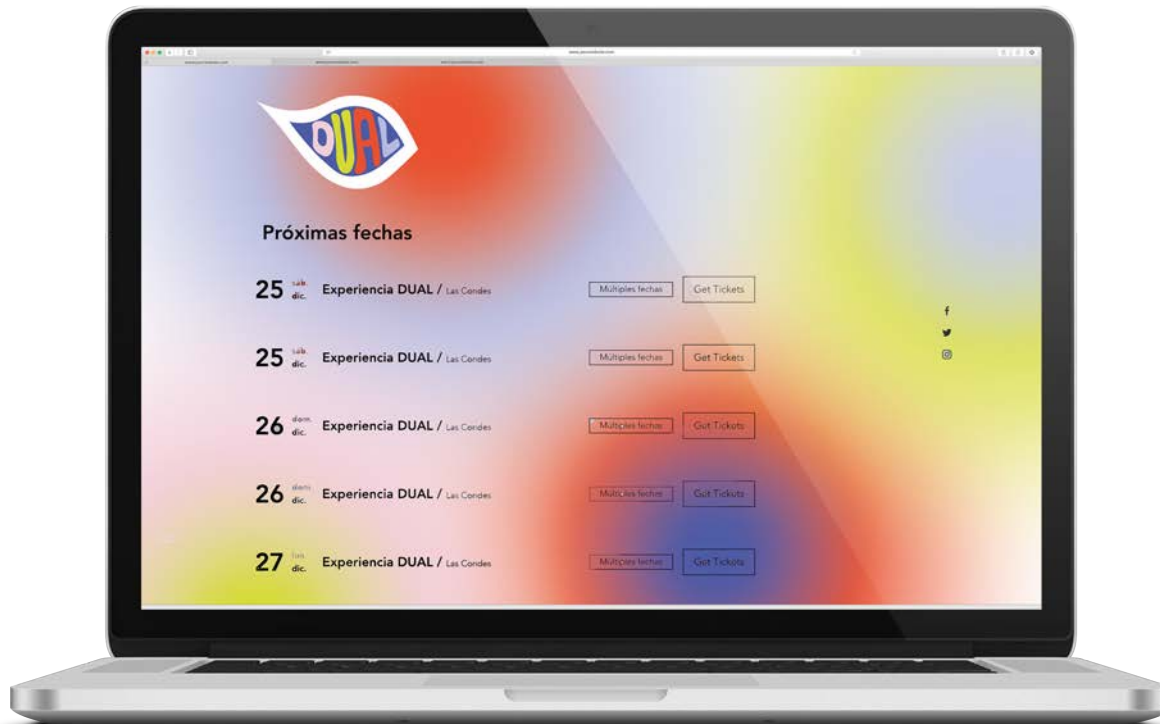 DUAL
Próximas fechas
25 sáb. dic. Experiencia DUAL / Las Condes Múltiples fechas Get Tickets
25 sáb. dic. Experiencia DUAL / Las Condes Múltiples fechas Get Tickets
26 dom. dic. Experiencia DUAL / Las Condes Múltiples fechas Get Tickets
26 dom. dic. Experiencia DUAL / Las Condes Múltiples fechas Get Tickets
27 lun. dic. Experiencia DUAL / Las Condes Múltiples fechas Get Tickets